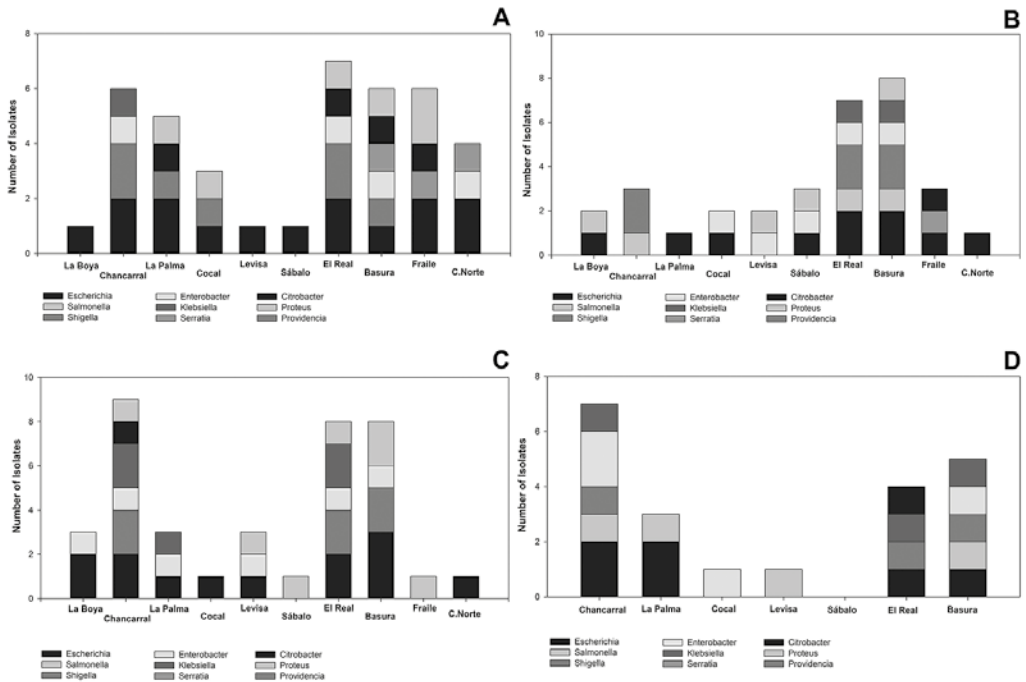 A
Number of Isolates
8
6
4
2
0
La Boya Chancarral La Palma Cocal Levisa Sábalo El Real Basura Fraile C.Norte
Escherichia Enterobacter Citrobacter
Salmonella Klebsiella Proteus
Shigella Serratia Providencia
B
Number of Isolates
10
8
6
4
2
0
La Boya Chancarral La Palma Cocal Levisa Sábalo El Real Basura Fraile C.Norte
Escherichia Enterobacter Citrobacter
Salmonella Klebsiella Proteus
Shigella Serratia Providencia
C
Number of Isolates
10
8
6
4
2
0
La Boya Chancarral La Palma Cocal Levisa Sábalo El Real Basura Fraile C.Norte
Escherichia Enterobacter Citrobacter
Salmonella Klebsiella Proteus
Shigella Serratia Providencia
D
Number of Isolates
8
6
4
2
0
Chancarral La Palma Cocal Levisa Sábalo El Real Basura
Escherichia Enterobacter Citrobacter
Salmonella Klebsiella Proteus
Shigella Serratia Providencia